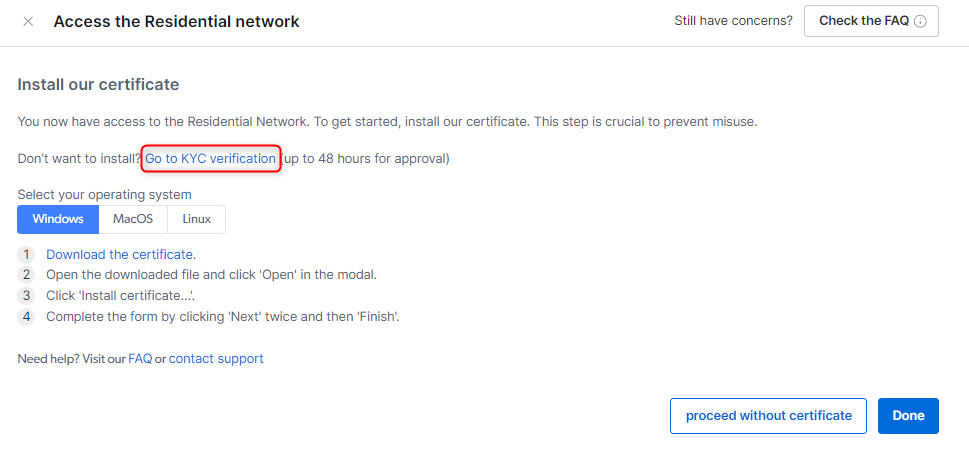 Access the Residential network
Still have concerns?
Check the FAQ
Install our certificate
You now have access to the Residential Network. To get started, install our certificate. This step is crucial to prevent misuse.
Don't want to install? Go to KYC verification (up to 48 hours for approval)
Select your operating system
Windows MacOS Linux
1 Download the certificate.
2 Open the downloaded file and click 'Open' in the modal.
3 Click 'Install certificate...'.
4 Complete the form by clicking 'Next' twice and then 'Finish'.
Need help? Visit our FAQ or contact support
proceed without certificate Done